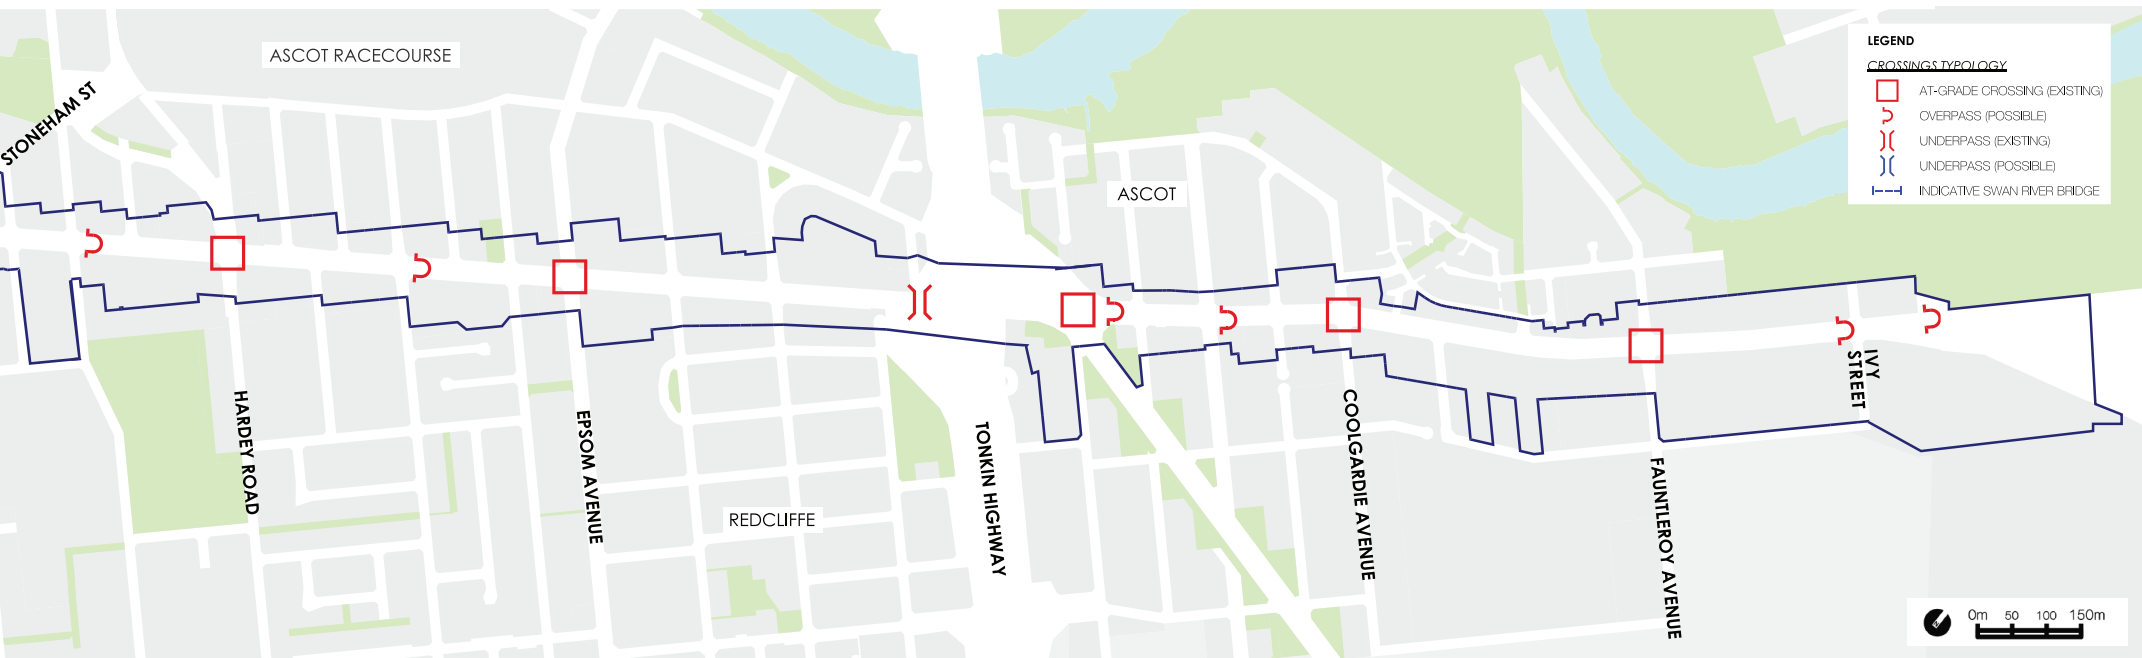 LEGEND
CROSSINGS TYPOLOGY
AT-GRADE CROSSING (EXISTING)
OVERPASS (POSSIBLE)
UNDERPASS (EXISTING)
UNDERPASS (POSSIBLE)
INDICATIVE SWAN RIVER BRIDGE
ASCOT RACECOURSE
STONEHAM ST
ASCOT
HARDEY ROAD
EPSOM AVENUE
REDCLIFFE
TONKIN HIGHWAY
COOLGARDIE AVENUE
FAUNTLEROY AVENUE
IVY
STREET
0m 50 100 150m